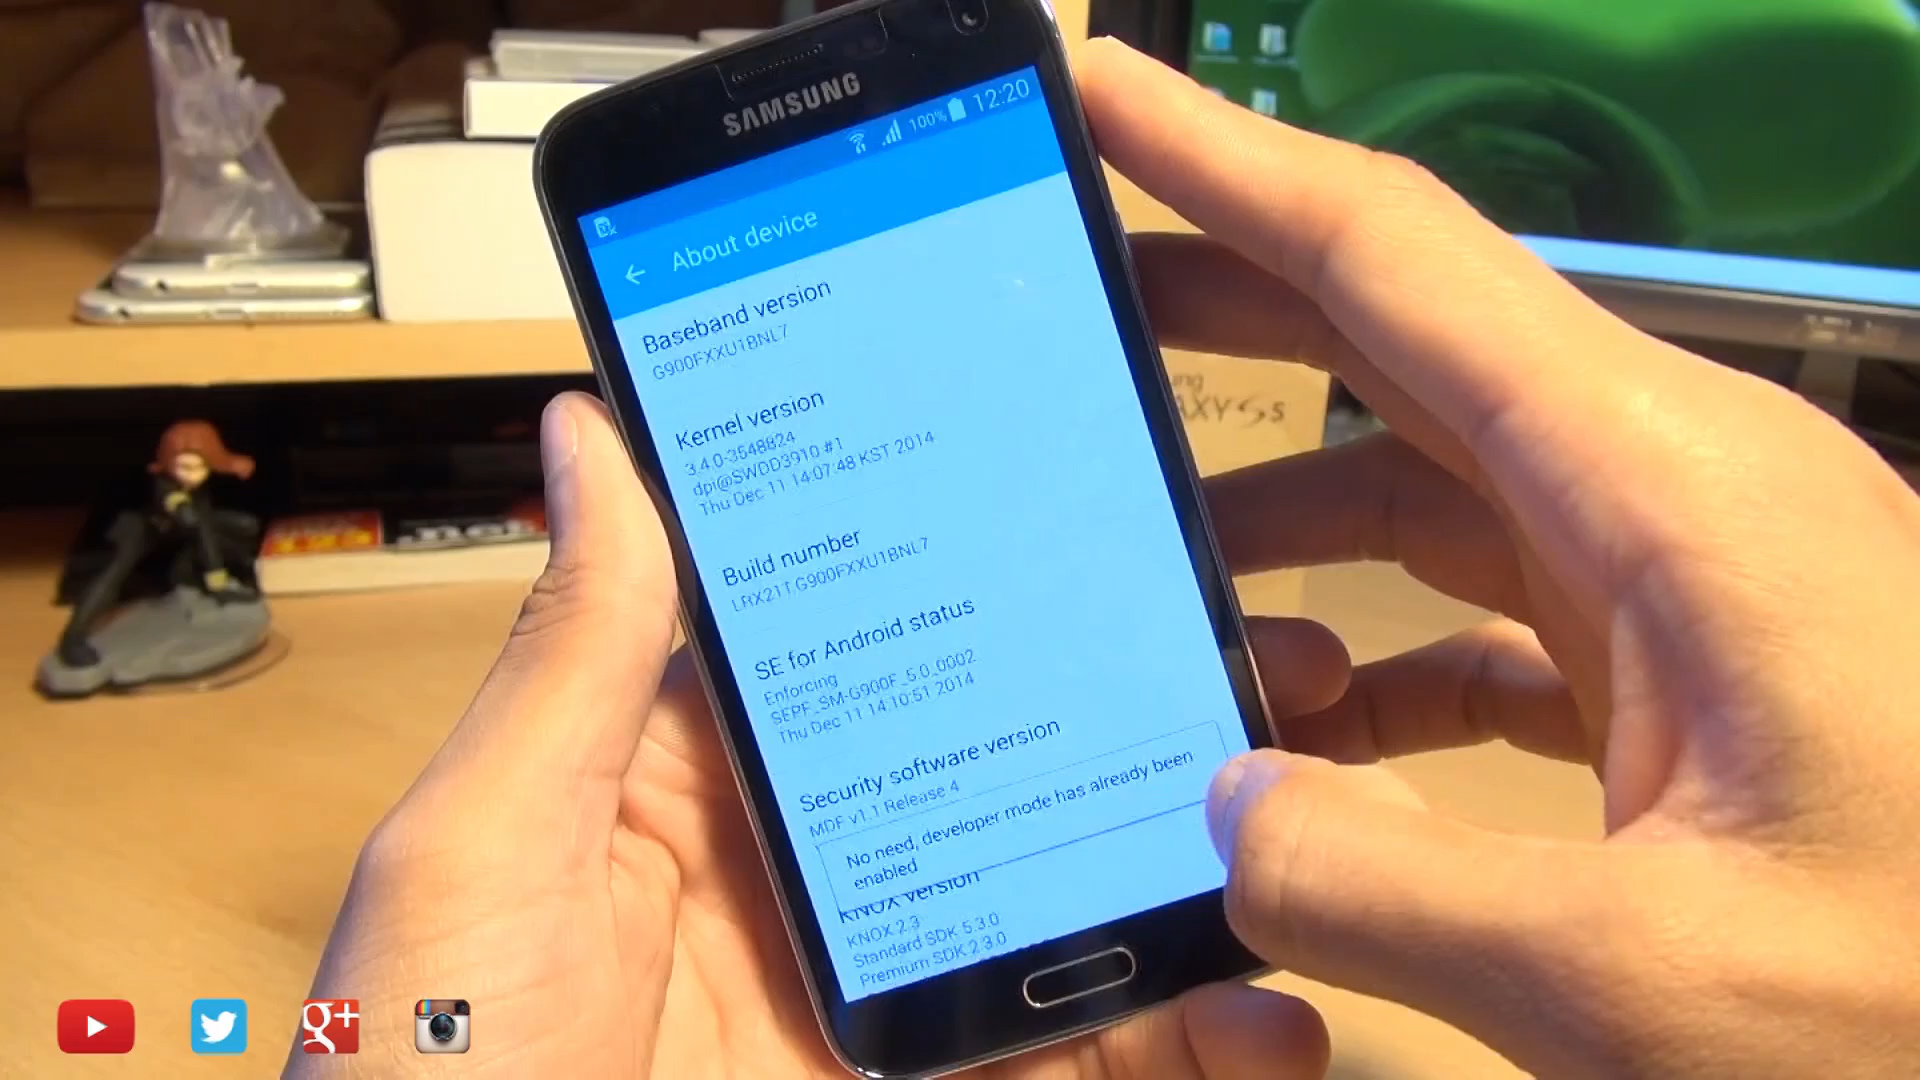 SAMSUNG
100% 12:20
About device
Baseband version
G900FXXU1BNL7
Kernel version
3.4.0-3548824
dpi@SWDD3910 #1
Thu Dec 11 14:07:48 KST 2014
Build number
LRX21T.G900FXXU1BNL7
SE for Android status
Enforcing
SEPF_SM-G900F_5.0_0002
Thu Dec 11 14:10:51 2014
Security software version
MDF v1.1 Release 4
No need, developer mode has already been
enabled
KNOX version
KNOX 2.3
Standard SDK 5.3.0
Premium SDK 2.3.0
AXY S5
g+